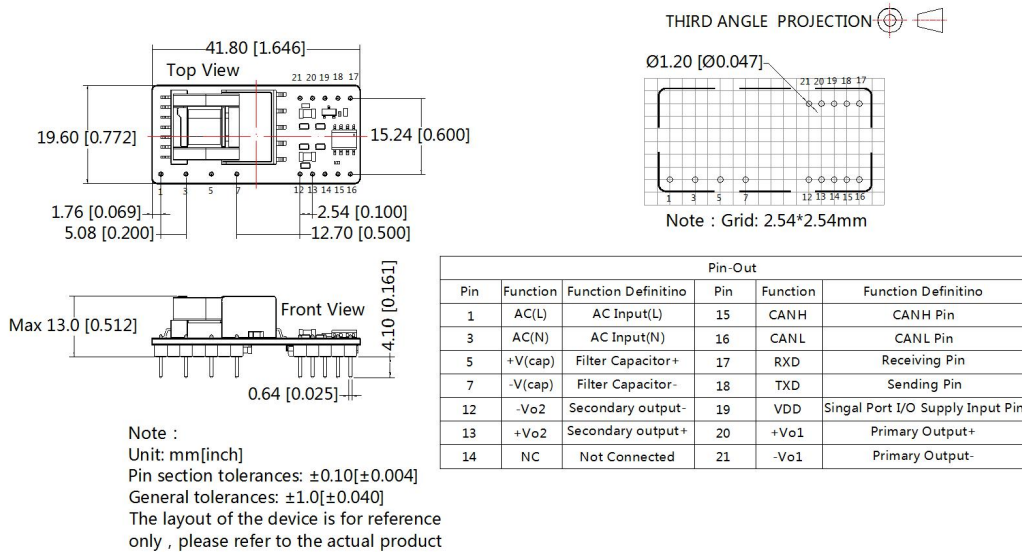 THIRD ANGLE PROJECTION
41.80 [1.646]
Top View
21 20 19 18 17
19.60 [0.772]
15.24 [0.600]
1 3 5 7 12 13 14 15 16
1.76 [0.069]
2.54 [0.100]
5.08 [0.200]
12.70 [0.500]
Ø1.20 [Ø0.047]
21 20 19 18 17
1 3 5 7 12 13 14 15 16
Note : Grid: 2.54*2.54mm
Front View
Max 13.0 [0.512]
4.10 [0.161]
0.64 [0.025]
Pin-Out
Pin Function Function Definitino Pin Function Function Definitino
1 AC(L) AC Input(L) 15 CANH CANH Pin
3 AC(N) AC Input(N) 16 CANL CANL Pin
5 +V(cap) Filter Capacitor+ 17 RXD Receiving Pin
7 -V(cap) Filter Capacitor- 18 TXD Sending Pin
12 -Vo2 Secondary output- 19 VDD Singal Port I/O Supply Input Pin
13 +Vo2 Secondary output+ 20 +Vo1 Primary Output+
14 NC Not Connected 21 -Vo1 Primary Output-
Note :
Unit: mm[inch]
Pin section tolerances: ±0.10[±0.004]
General tolerances: ±1.0[±0.040]
The layout of the device is for reference
only , please refer to the actual product